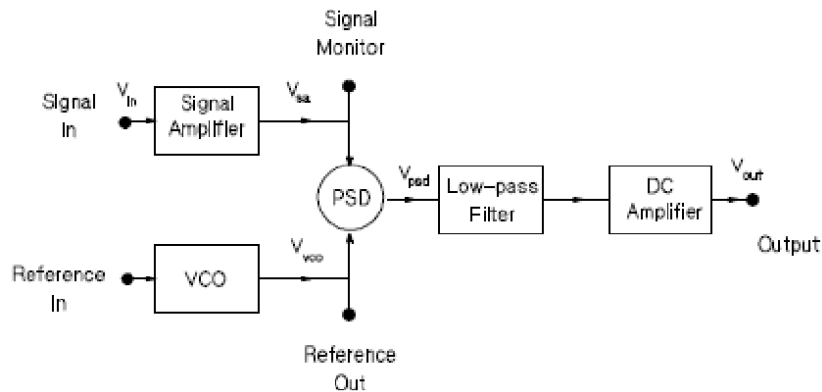 Signal
Monitor
Signal
In
V_in
Signal
Amplifier
V_sa
PSD
V_psd
Low-pass
Filter
DC
Amplifier
V_out
Output
Reference
In
VCO
V_vco
Reference
Out